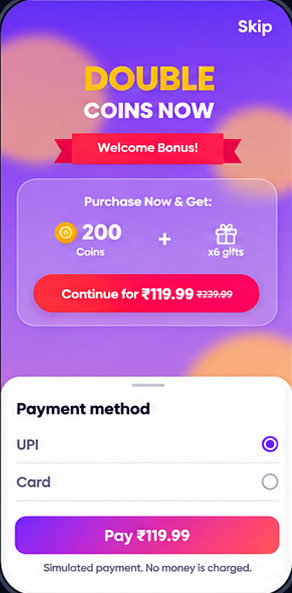 Skip
DOUBLE
COINS NOW
Welcome Bonus!
Purchase Now & Get:
200
Coins
+
x6 gifts
Continue for ₹119.99 ₹239.99
Payment method
UPI
Card
Pay ₹119.99
Simulated payment. No money is charged.